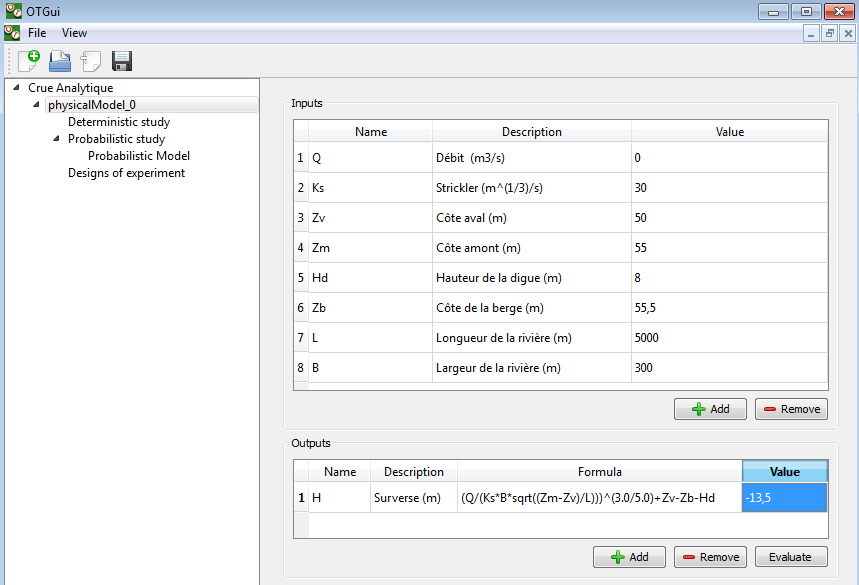 OTGui
File View
Crue Analytique
physicalModel_0
Deterministic study
Probabilistic study
Probabilistic Model
Designs of experiment
Inputs
Name Description Value
1 Q Débit (m3/s) 0
2 Ks Strickler (m^(1/3)/s) 30
3 Zv Côte aval (m) 50
4 Zm Côte amont (m) 55
5 Hd Hauteur de la digue (m) 8
6 Zb Côte de la berge (m) 55,5
7 L Longueur de la rivière (m) 5000
8 B Largeur de la rivière (m) 300
Add Remove
Outputs
Name Description Formula Value
1 H Surverse (m) (Q/(Ks*B*sqrt((Zm-Zv)/L)))^(3.0/5.0)+Zv-Zb-Hd -13,5
Add Remove Evaluate